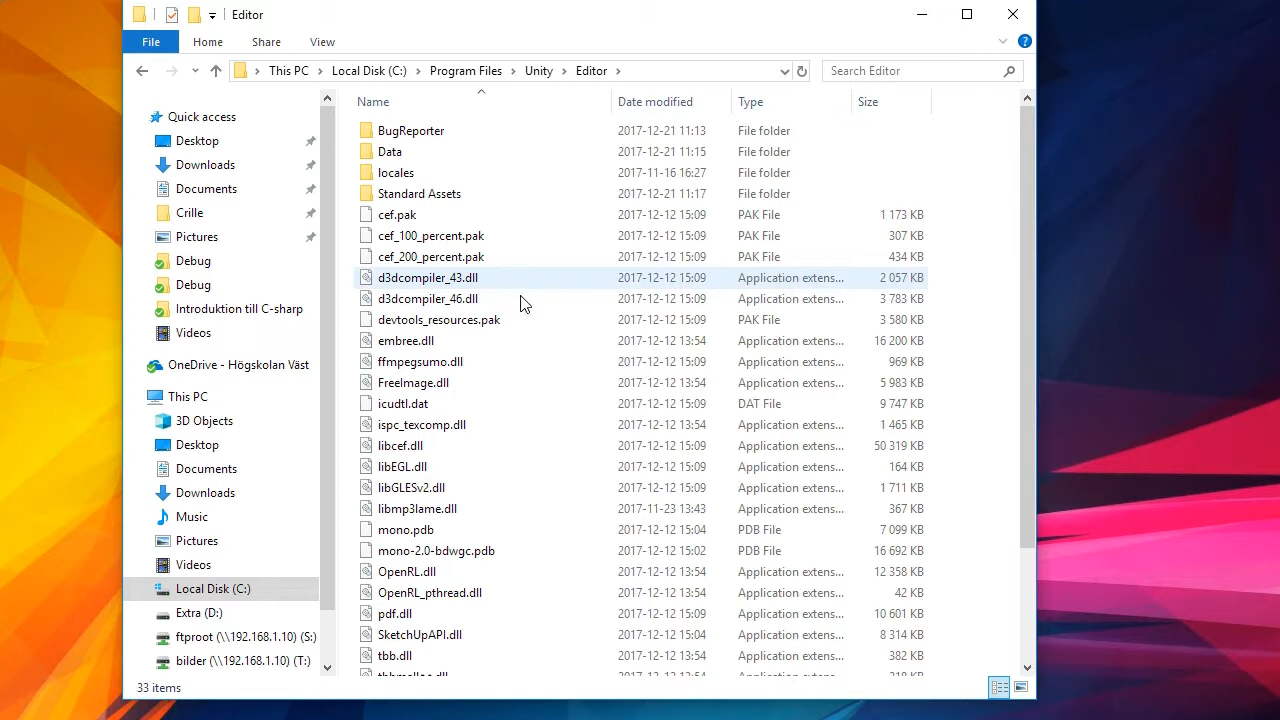 Editor
File Home Share View
This PC Local Disk (C:) Program Files Unity Editor
Search Editor
Name Date modified Type Size
Quick access
Desktop
Downloads
Documents
Crille
Pictures
Debug
Debug
Introduktion till C-sharp
Videos
OneDrive - Högskolan Väst
This PC
3D Objects
Desktop
Documents
Downloads
Music
Pictures
Videos
Local Disk (C:)
Extra (D:)
ftproot (\\192.168.1.10) (S:)
bilder (\\192.168.1.10) (T:)
BugReporter 2017-12-21 11:13 File folder
Data 2017-12-21 11:15 File folder
locales 2017-11-16 16:27 File folder
Standard Assets 2017-12-21 11:17 File folder
cef.pak 2017-12-12 15:09 PAK File 1 173 KB
cef_100_percent.pak 2017-12-12 15:09 PAK File 307 KB
cef_200_percent.pak 2017-12-12 15:09 PAK File 434 KB
d3dcompiler_43.dll 2017-12-12 15:09 Application extens... 2 057 KB
d3dcompiler_46.dll 2017-12-12 15:09 Application extens... 3 783 KB
devtools_resources.pak 2017-12-12 15:09 PAK File 3 580 KB
embree.dll 2017-12-12 13:54 Application extens... 16 200 KB
ffmpegsumo.dll 2017-12-12 15:09 Application extens... 969 KB
FreeImage.dll 2017-12-12 13:54 Application extens... 5 983 KB
icudtl.dat 2017-12-12 15:09 DAT File 9 747 KB
ispc_texcomp.dll 2017-12-12 13:54 Application extens... 1 465 KB
libcef.dll 2017-12-12 15:09 Application extens... 50 319 KB
libEGL.dll 2017-12-12 15:09 Application extens... 164 KB
libGLESv2.dll 2017-12-12 15:09 Application extens... 1 711 KB
libmp3lame.dll 2017-11-23 13:43 Application extens... 367 KB
mono.pdb 2017-12-12 15:04 PDB File 7 099 KB
mono-2.0-bdwgc.pdb 2017-12-12 15:02 PDB File 16 692 KB
OpenRL.dll 2017-12-12 13:54 Application extens... 12 358 KB
OpenRL_pthread.dll 2017-12-12 13:54 Application extens... 42 KB
pdf.dll 2017-12-12 15:09 Application extens... 10 601 KB
SketchUpAPI.dll 2017-12-12 15:04 Application extens... 8 314 KB
tbb.dll 2017-12-12 13:54 Application extens... 382 KB
33 items